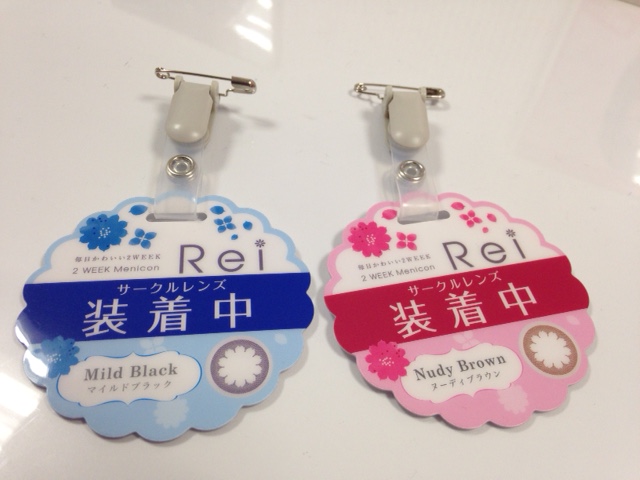 毎日かわいい2WEEK
2 WEEK Menicon
Rei
サークルレンズ
装着中
Mild Black
マイルドブラック
毎日かわいい2WEEK
2 WEEK Menicon
Rei
サークルレンズ
装着中
Nudy Brown
ヌーディブラウン